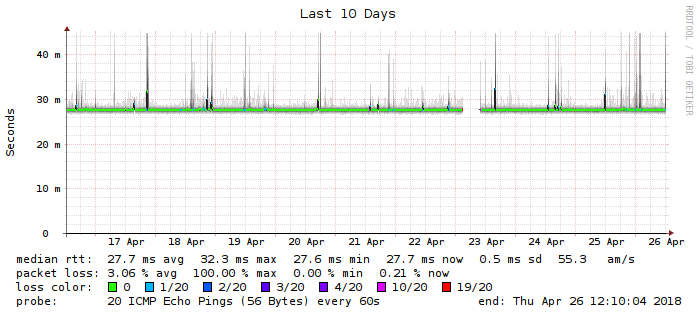 Last 10 Days
RRDTOOL / TOBI OETIKER
Seconds
40 m
30 m
20 m
10 m
0
17 Apr 18 Apr 19 Apr 20 Apr 21 Apr 22 Apr 23 Apr 24 Apr 25 Apr 26 Apr
median rtt: 27.7 ms avg 32.3 ms max 27.6 ms min 27.7 ms now 0.5 ms sd 55.3 am/s
packet loss: 3.06 % avg 100.00 % max 0.00 % min 0.21 % now
loss color: 0 1/20 2/20 3/20 4/20 10/20 19/20
probe: 20 ICMP Echo Pings (56 Bytes) every 60s end: Thu Apr 26 12:10:04 2018